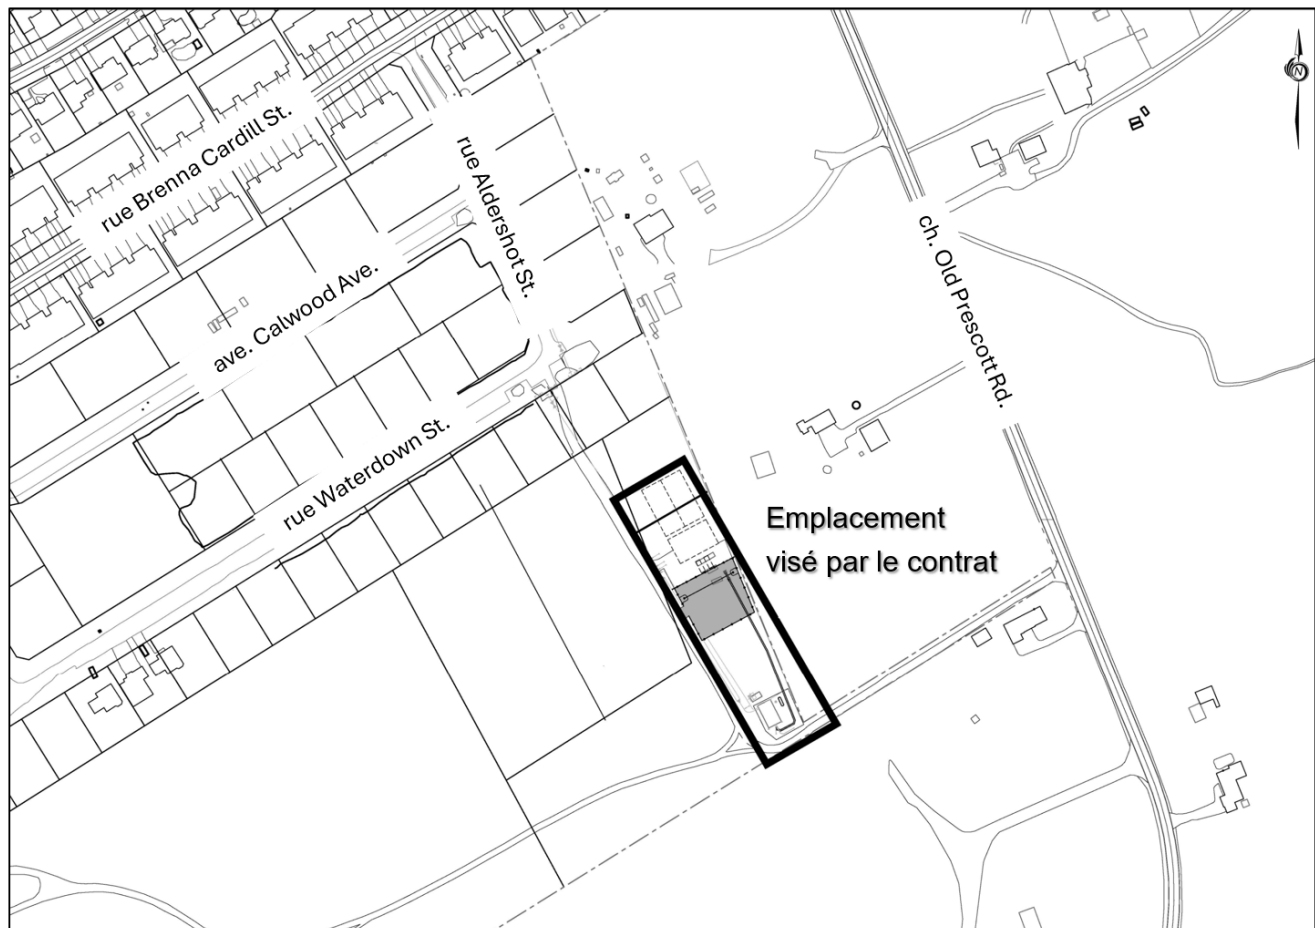 rue Brenna Cardill St.
rue Aldershot St.
ave. Calwood Ave.
rue Waterdown St.
ch. Old Prescott Rd.
Emplacement
visé par le contrat
N